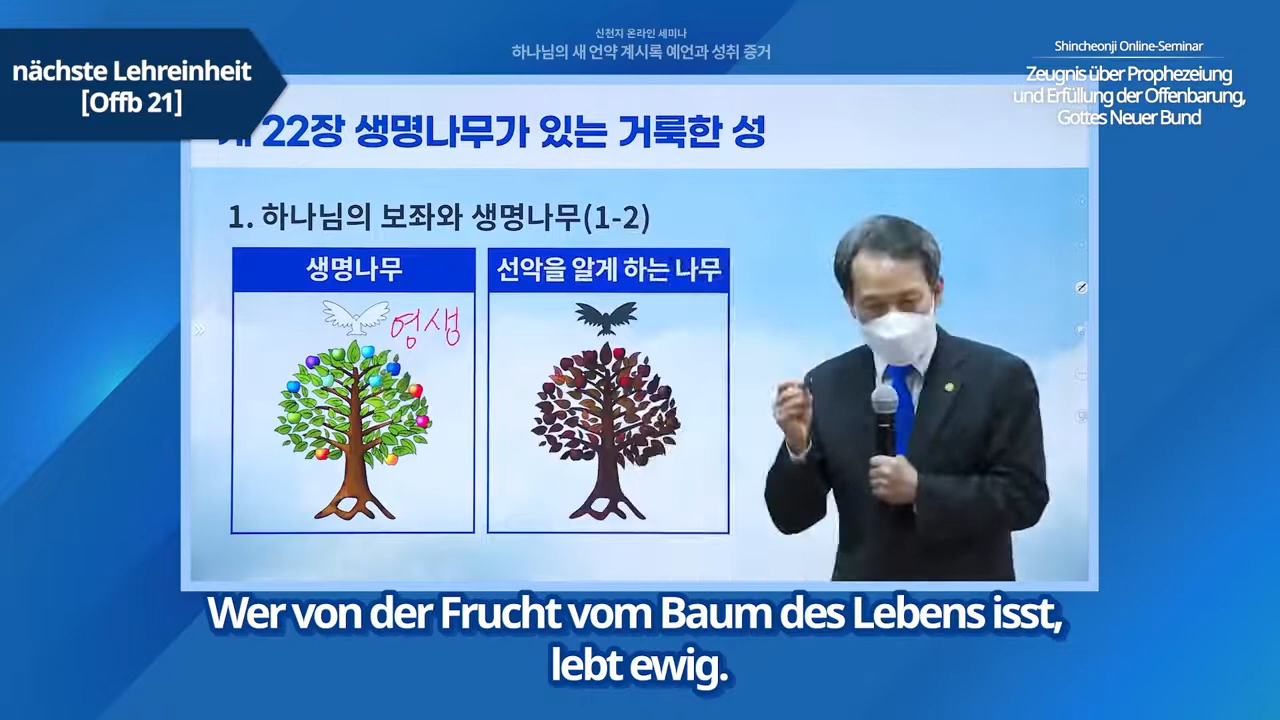 nächste Lehreinheit
[Offb 21]
신천지 온라인 세미나
하나님의 새 언약 계시록 예언과 성취 증거
Shincheonji Online-Seminar
Zeugnis über Prophezeiung
und Erfüllung der Offenbarung,
Gottes Neuer Bund
제 22장 생명나무가 있는 거룩한 성
1. 하나님의 보좌와 생명나무(1-2)
생명나무
선악을 알게 하는 나무
영생
Wer von der Frucht vom Baum des Lebens isst,
lebt ewig.